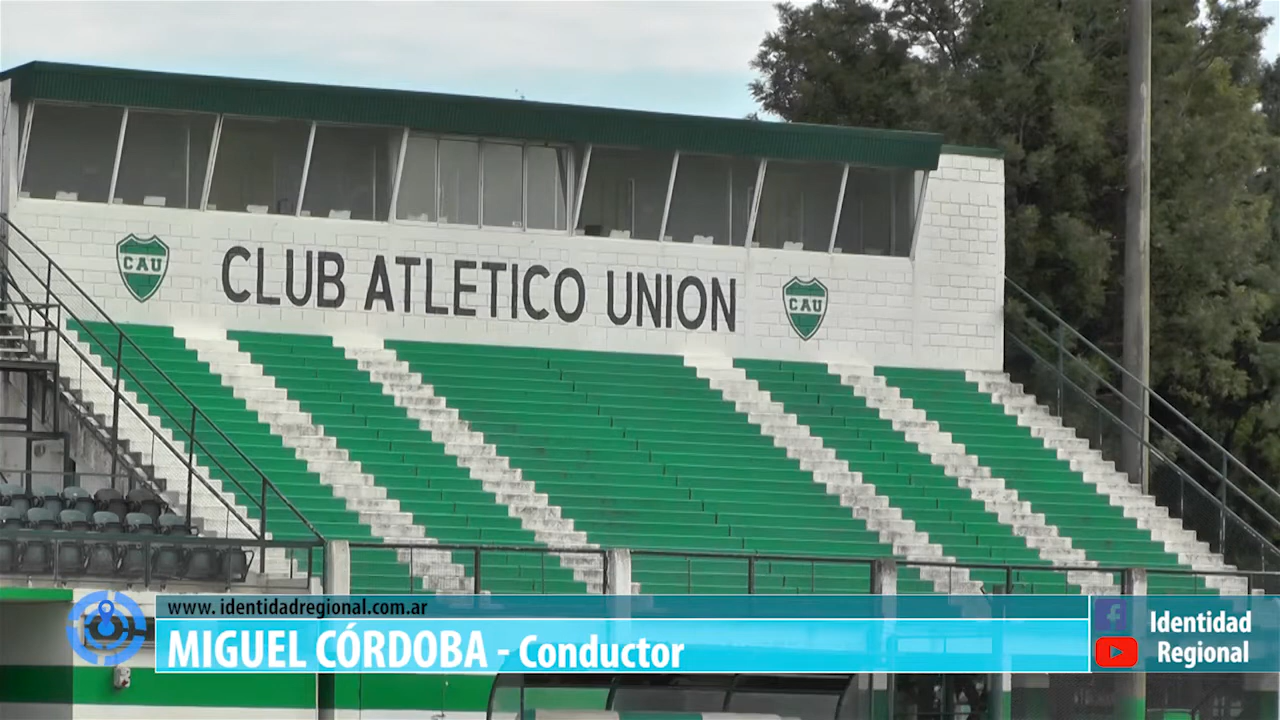 CAU
CLUB ATLETICO UNION
CAU
www.identidadregional.com.ar
MIGUEL CÓRDOBA - Conductor
Identidad
Regional